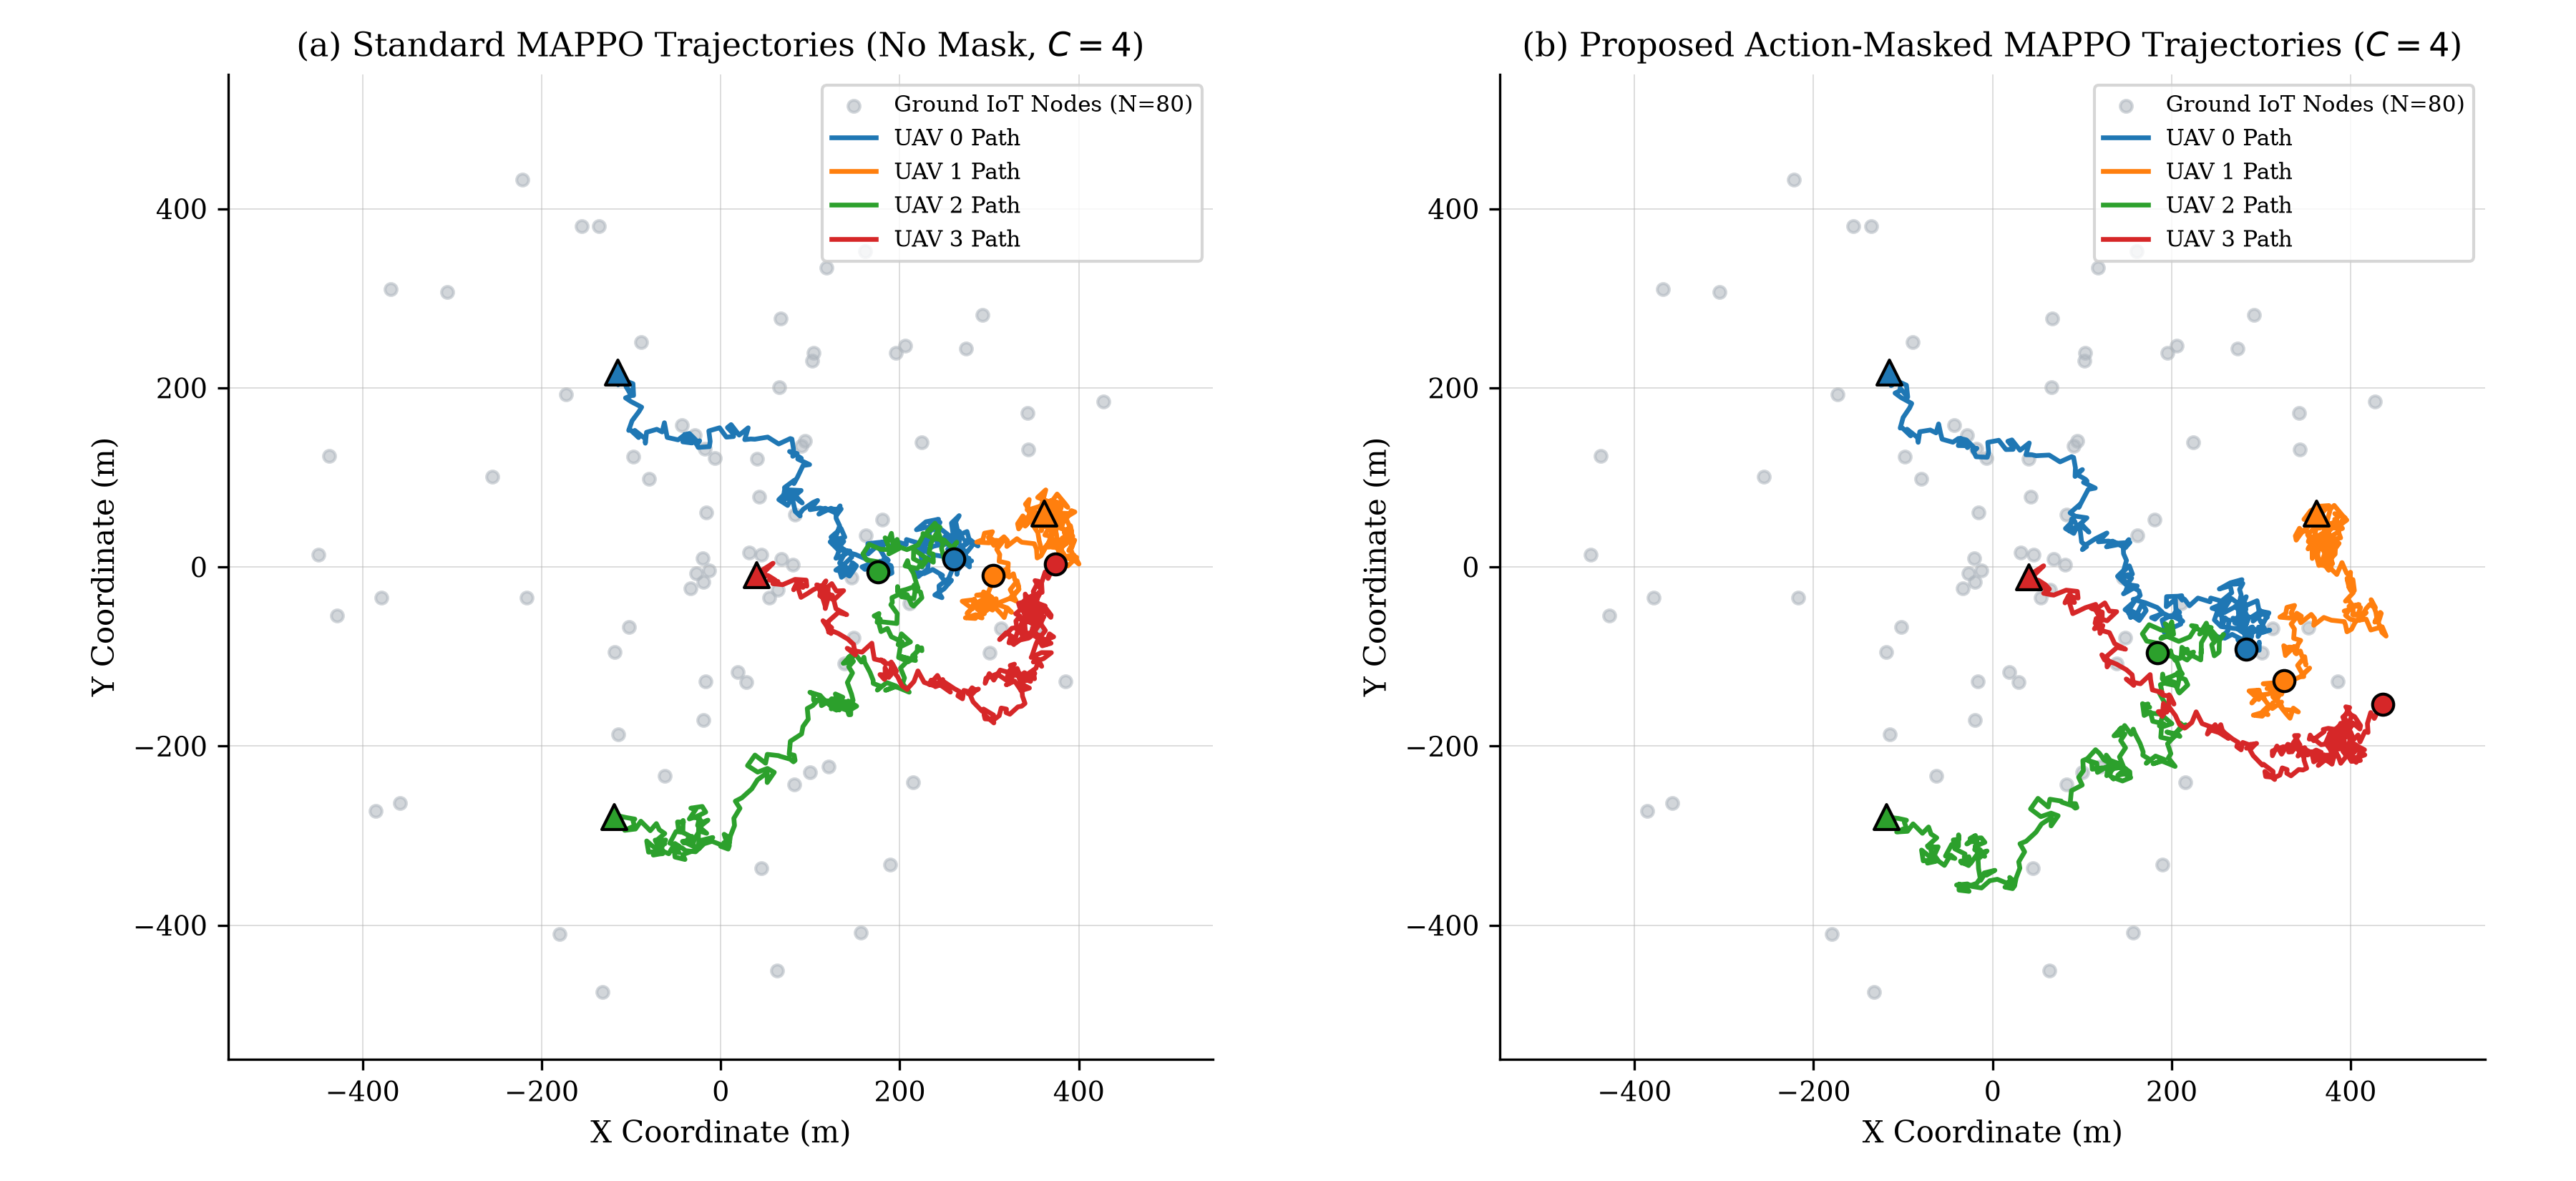 (a) Standard MAPPO Trajectories (No Mask, C = 4)
Ground IoT Nodes (N=80)
UAV 0 Path
UAV 1 Path
UAV 2 Path
UAV 3 Path
Y Coordinate (m)
400
200
0
−200
−400
−400
−200
0
200
400
X Coordinate (m)
(b) Proposed Action-Masked MAPPO Trajectories (C = 4)
Ground IoT Nodes (N=80)
UAV 0 Path
UAV 1 Path
UAV 2 Path
UAV 3 Path
Y Coordinate (m)
400
200
0
−200
−400
−400
−200
0
200
400
X Coordinate (m)